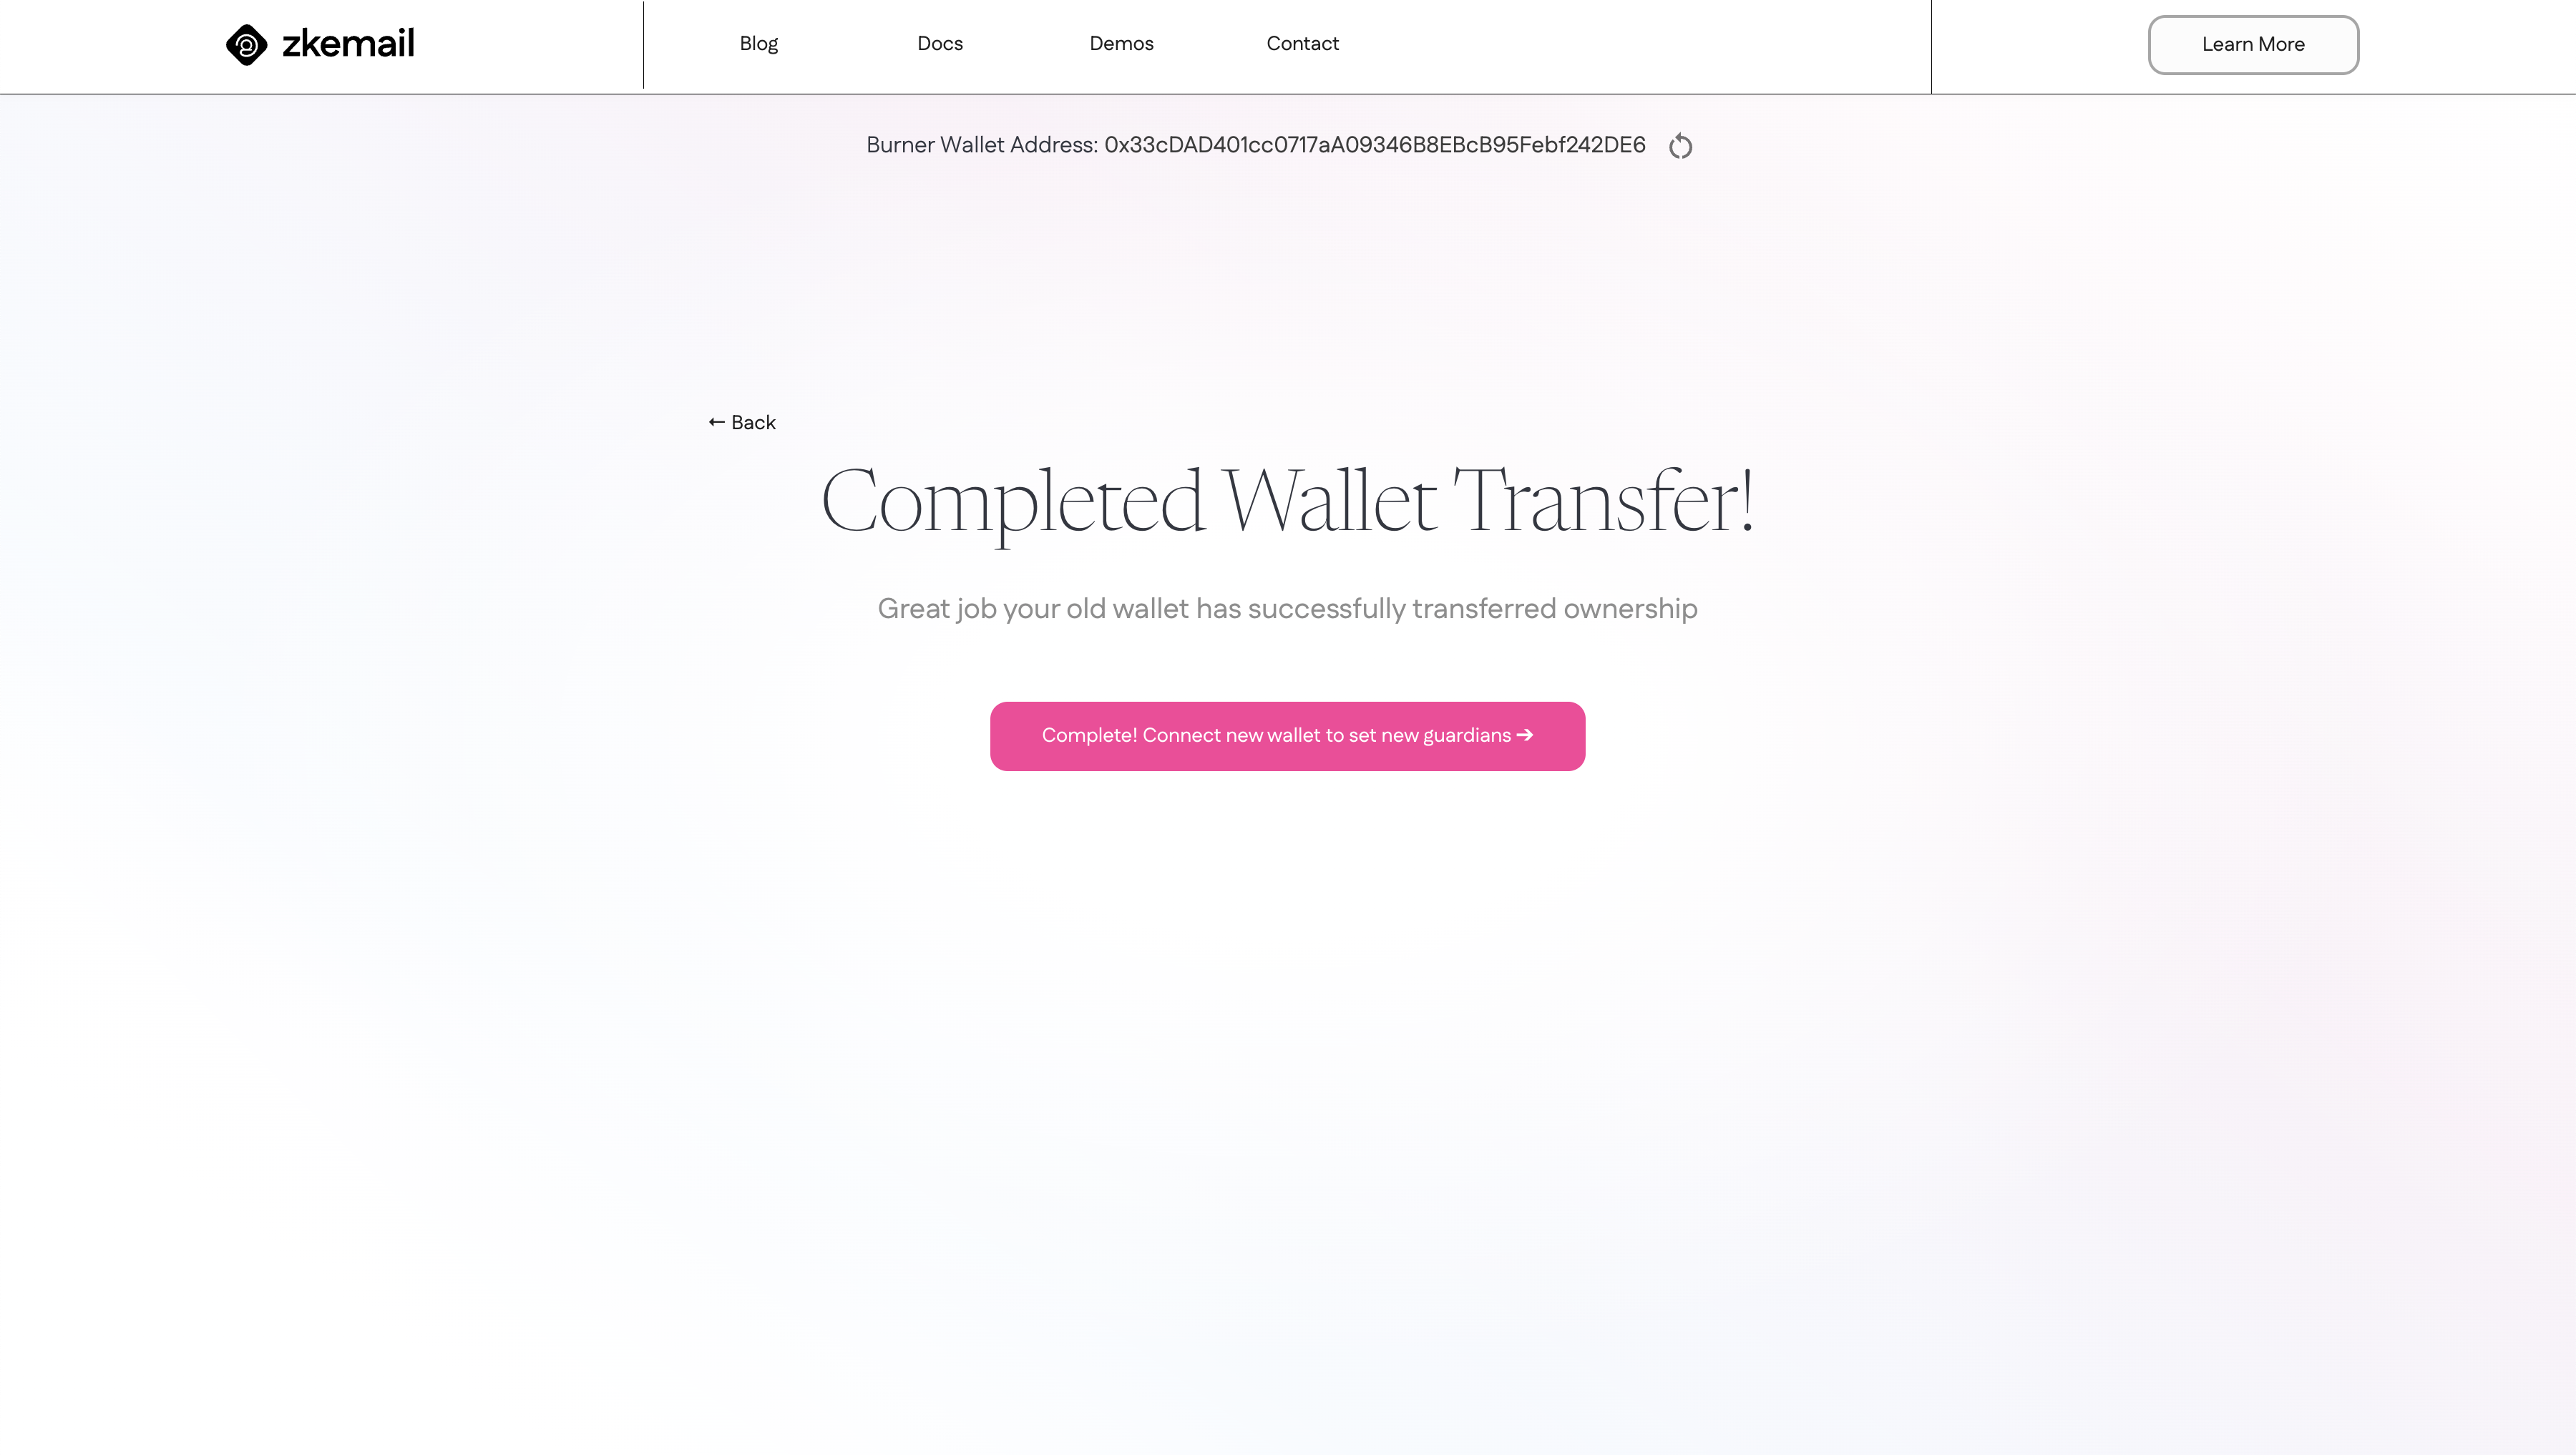 zkemail
Blog Docs Demos Contact
Learn More
Burner Wallet Address: 0x33cDAD401cc0717aA09346B8EBcB95Febf242DE6
← Back
Completed Wallet Transfer!
Great job your old wallet has successfully transferred ownership
Complete! Connect new wallet to set new guardians ➔